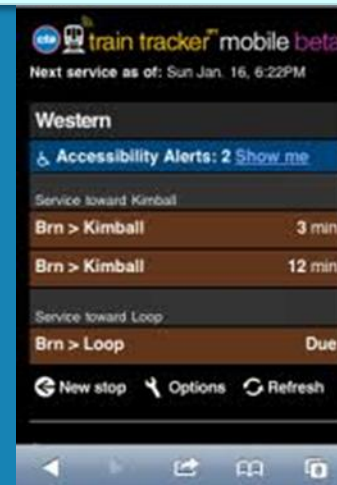 cta train tracker℠ mobile beta
Next service as of: Sun Jan. 16, 6:22PM
Western
Accessibility Alerts: 2 Show me
Service toward Kimball
Brn > Kimball 3 min
Brn > Kimball 12 min
Service toward Loop
Brn > Loop Due
New stop Options Refresh